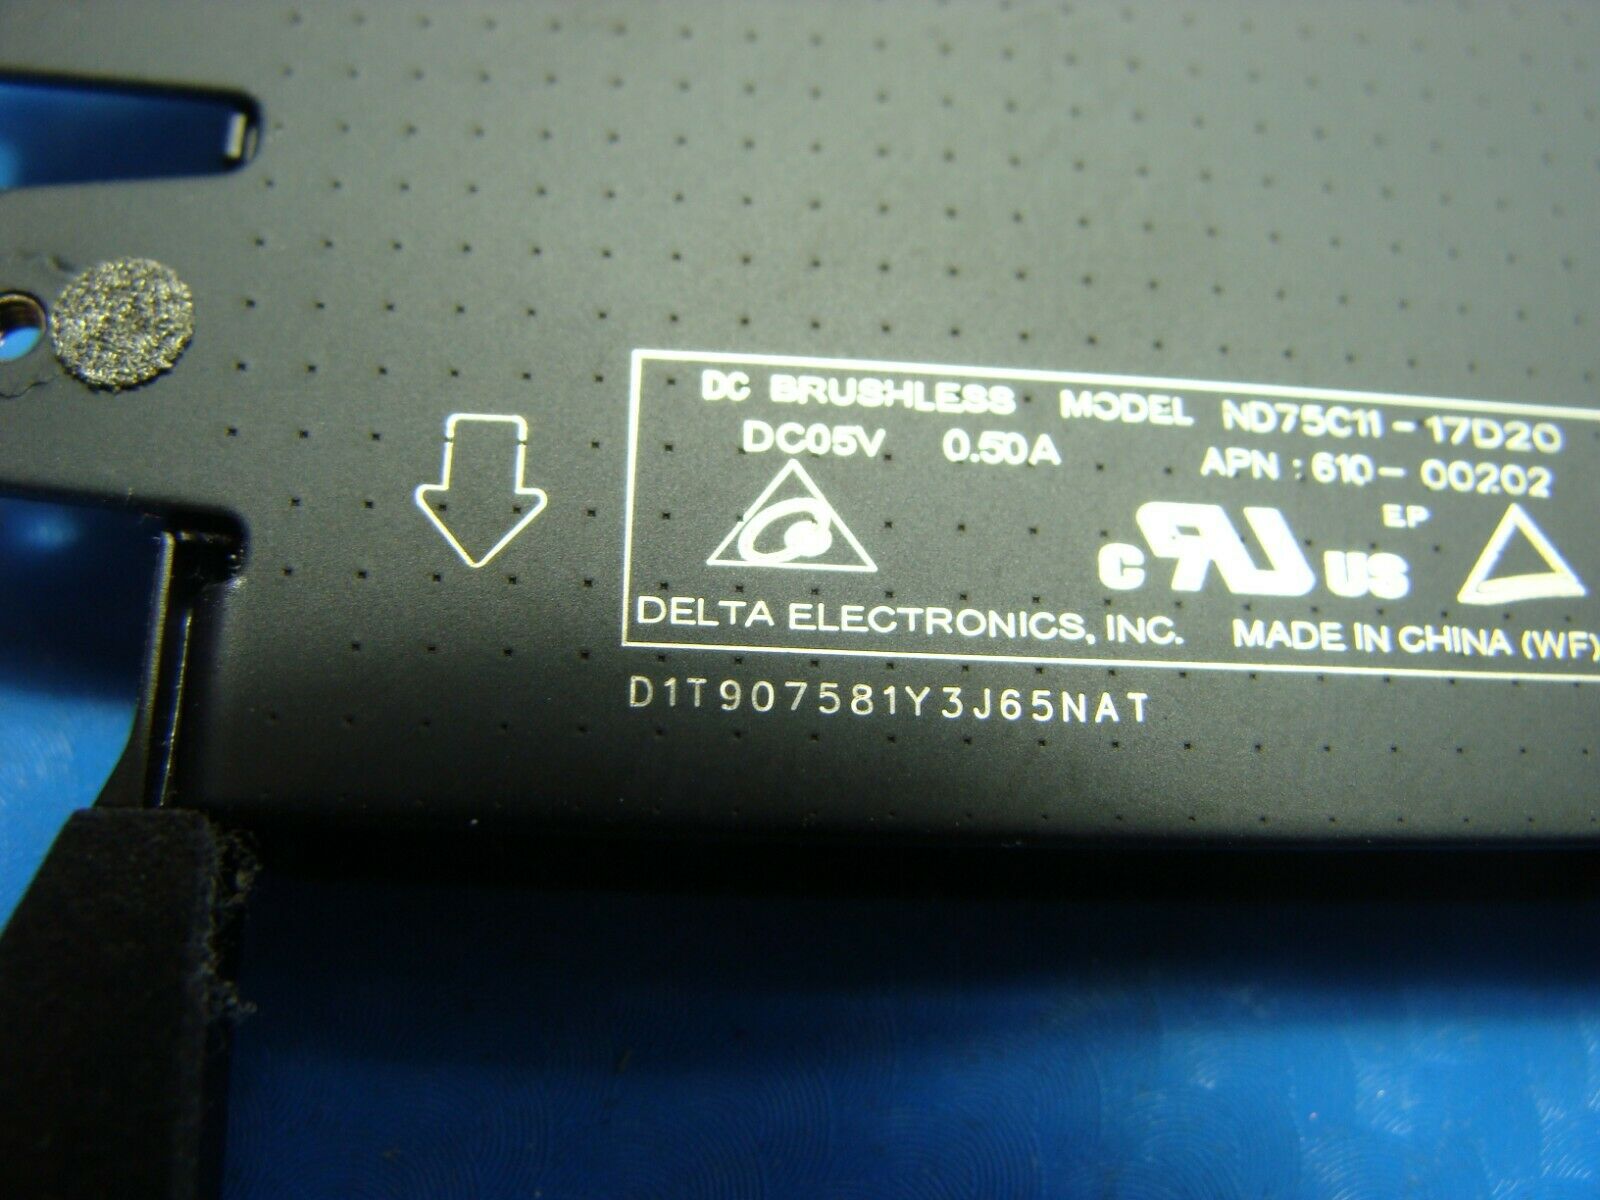 DC BRUSHLESS MODEL ND75C11-17D20
DC05V 0.50A APN : 610-00202
EP
c RU US
DELTA ELECTRONICS, INC. MADE IN CHINA (WF)
D1T907581Y3J65NAT